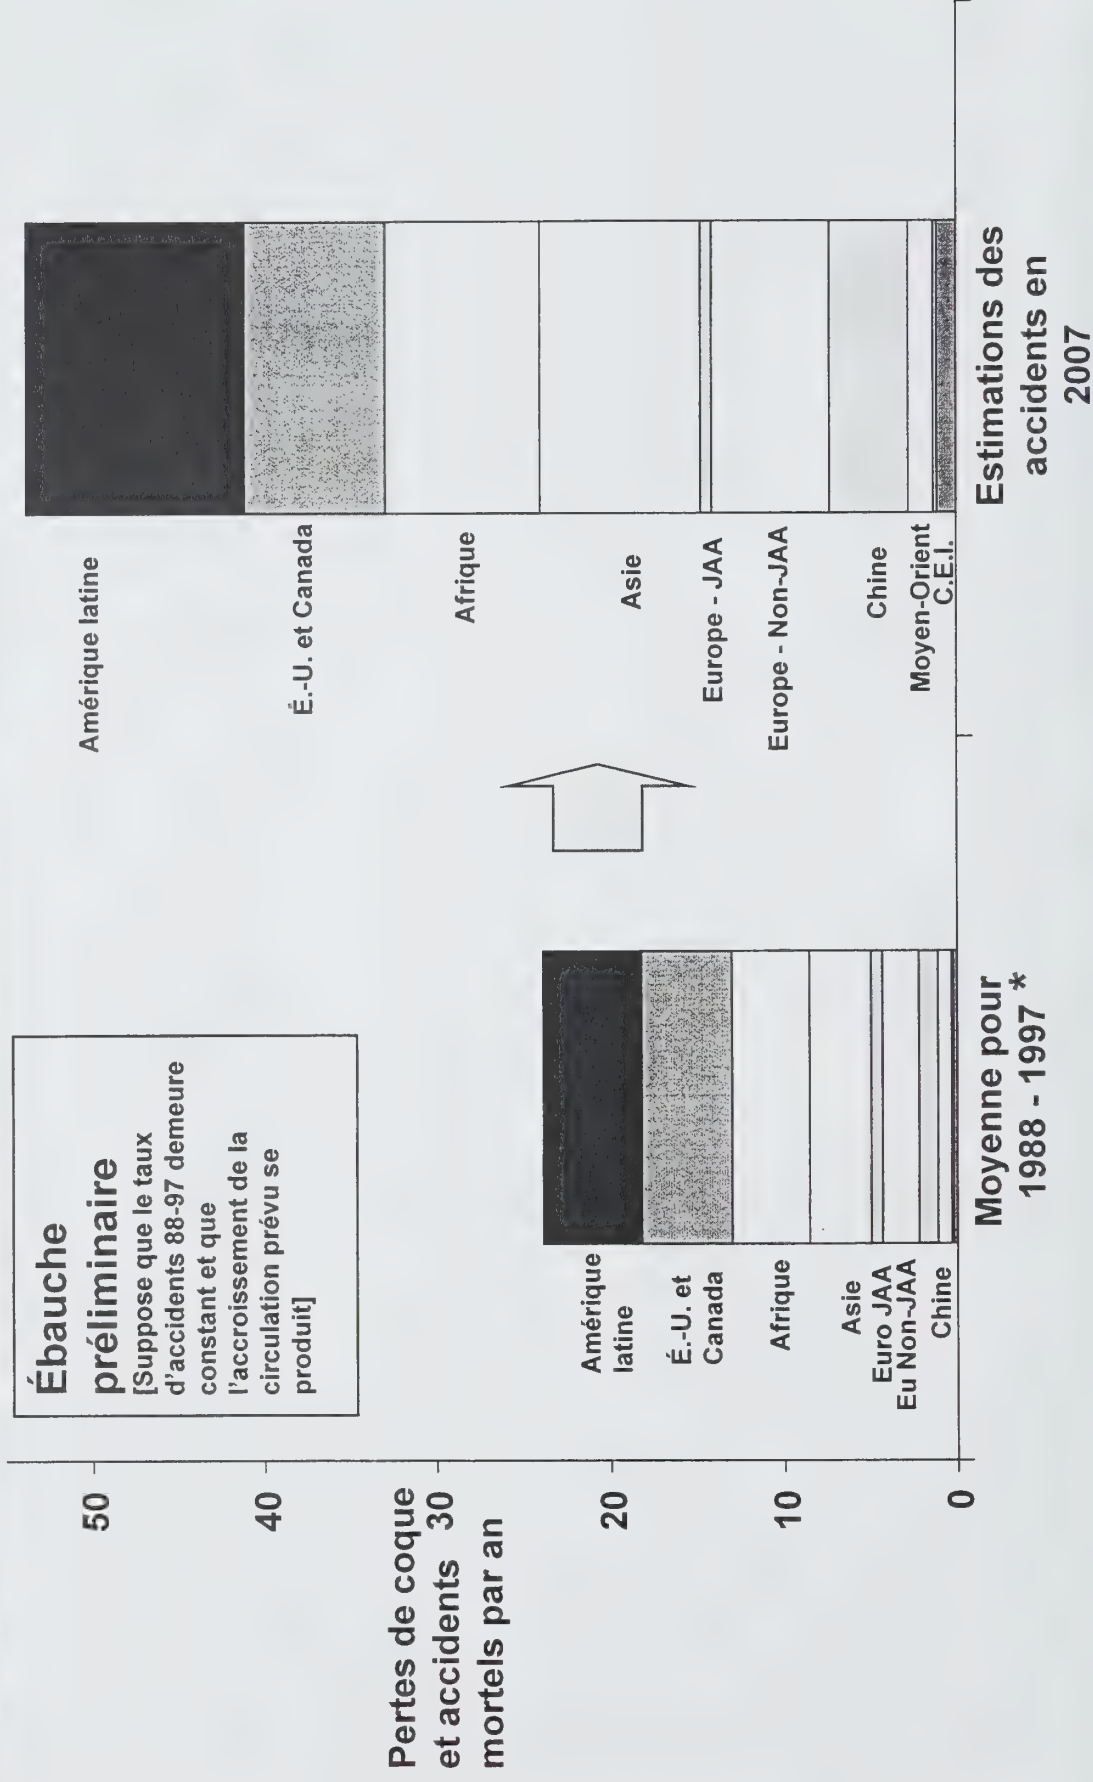 Ébauche
préliminaire
[Suppose que le taux
d'accidents 88-97 demeure
constant et que
l'accroissement de la
circulation prévu se
produit]
Pertes de coque
et accidents
mortels par an
50
40
30
20
10
0
Amérique
latine
É.-U. et
Canada
Afrique
Asie
Euro JAA
Eu Non-JAA
Chine
Moyenne pour
1988 - 1997 *
Amérique latine
É.-U. et Canada
Afrique
Asie
Europe - JAA
Europe - Non-JAA
Chine
Moyen-Orient
C.E.I.
Estimations des
accidents en
2007